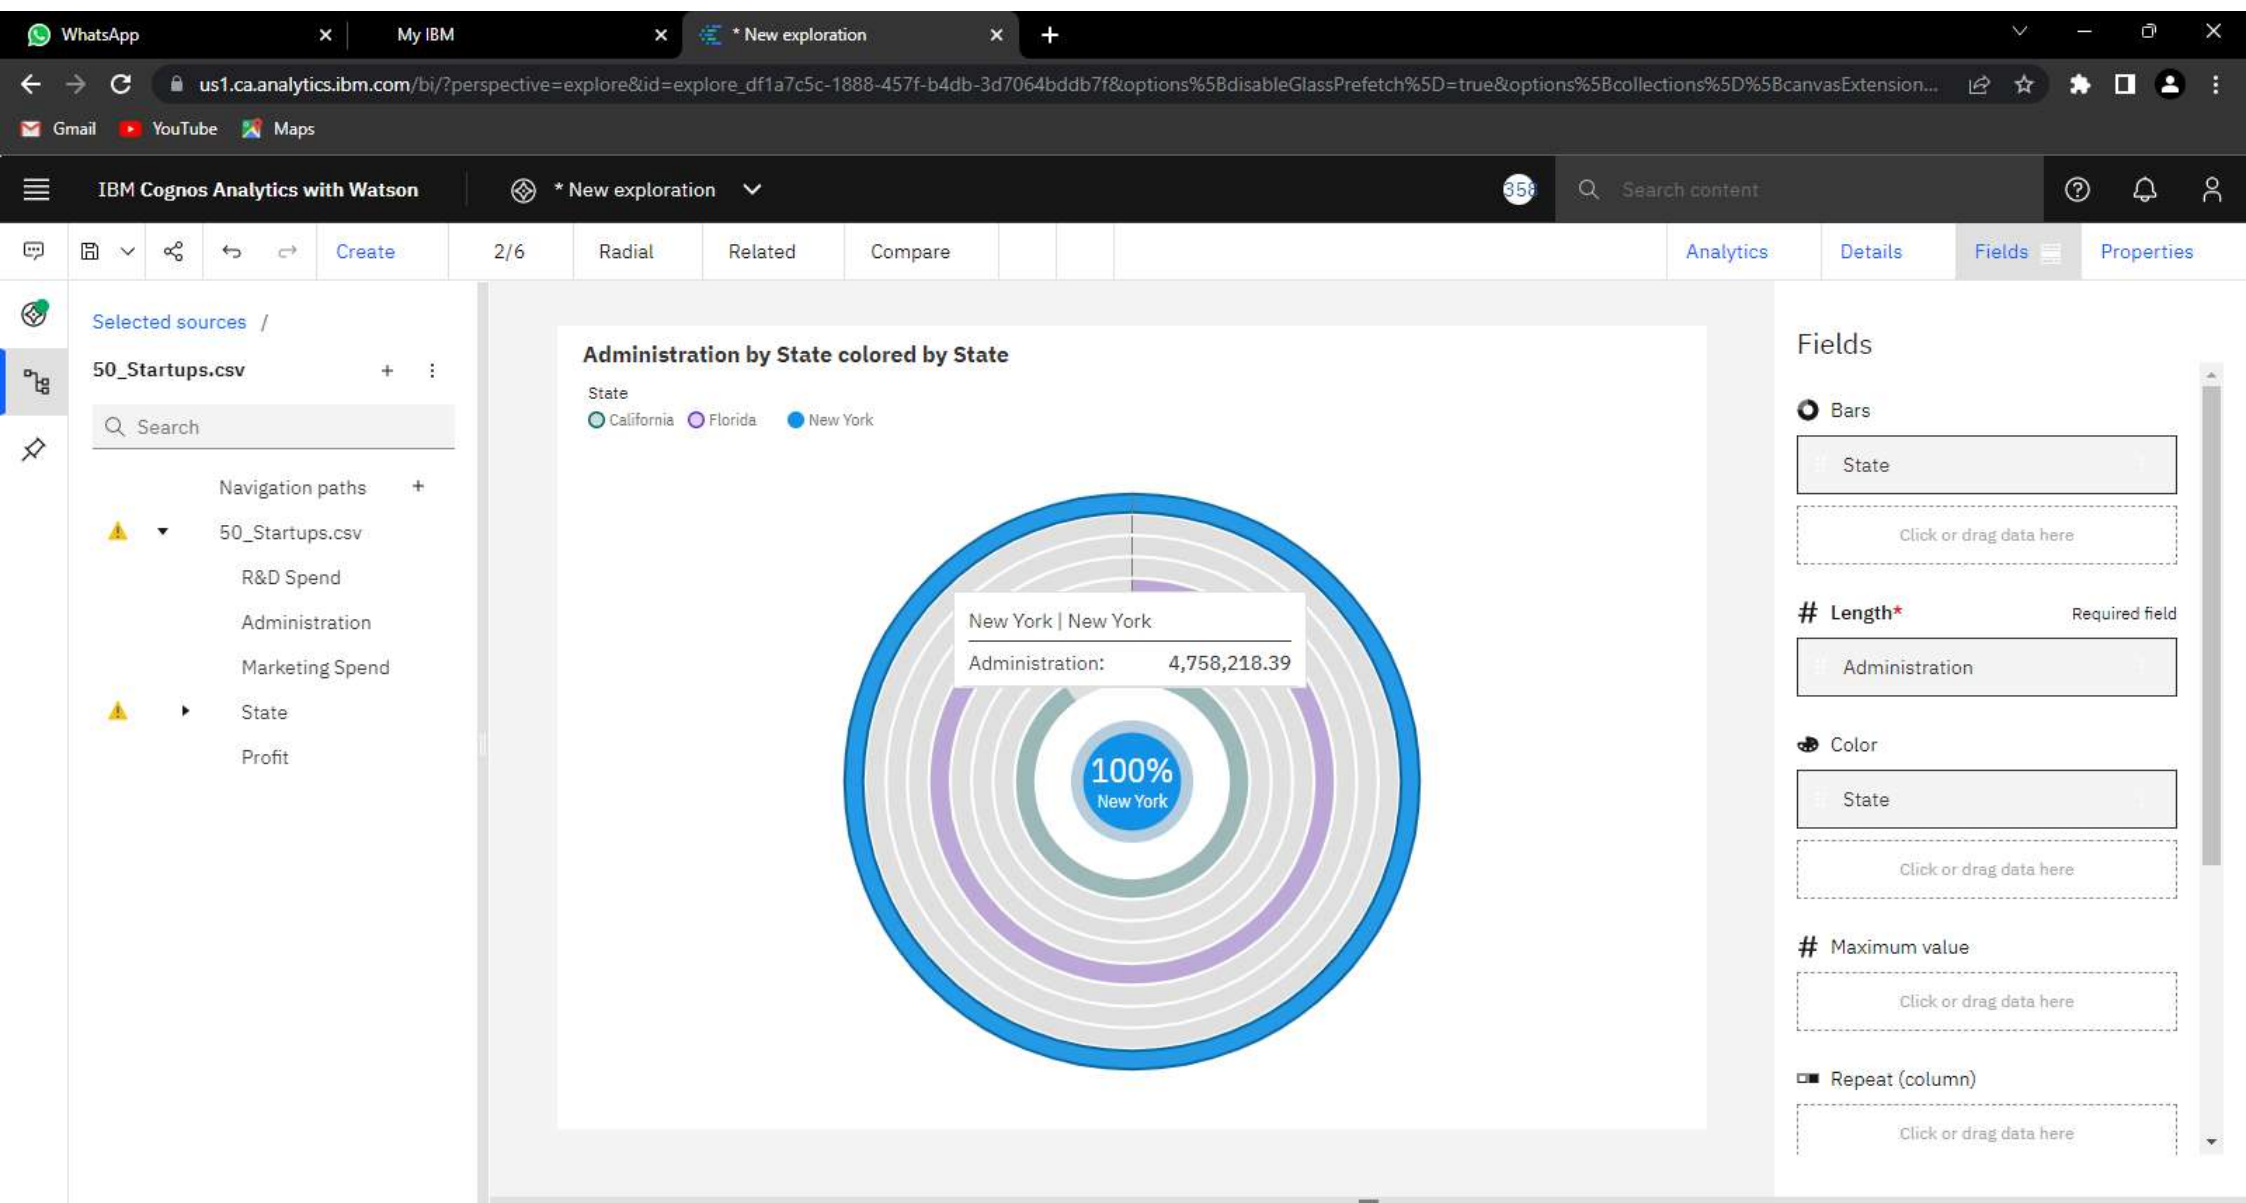 WhatsApp
My IBM
* New exploration
us1.ca.analytics.ibm.com/bi/?perspective=explore&id=explore_df1a7c5c-1888-457f-b4db-3d7064bddb7f&options%5BdisableGlassPrefetch%5D=true&options%5Bcollections%5D%5BcanvasExtension...
Gmail YouTube Maps
IBM Cognos Analytics with Watson
* New exploration
358
Search content
Create 2/6 Radial Related Compare
Analytics Details Fields Properties
Selected sources /
50_Startups.csv
Search
Navigation paths
50_Startups.csv
R&D Spend
Administration
Marketing Spend
State
Profit
Administration by State colored by State
State
California Florida New York
New York | New York
Administration: 4,758,218.39
100%
New York
Fields
Bars
State
Click or drag data here
# Length* Required field
Administration
Color
State
Click or drag data here
# Maximum value
Click or drag data here
Repeat (column)
Click or drag data here